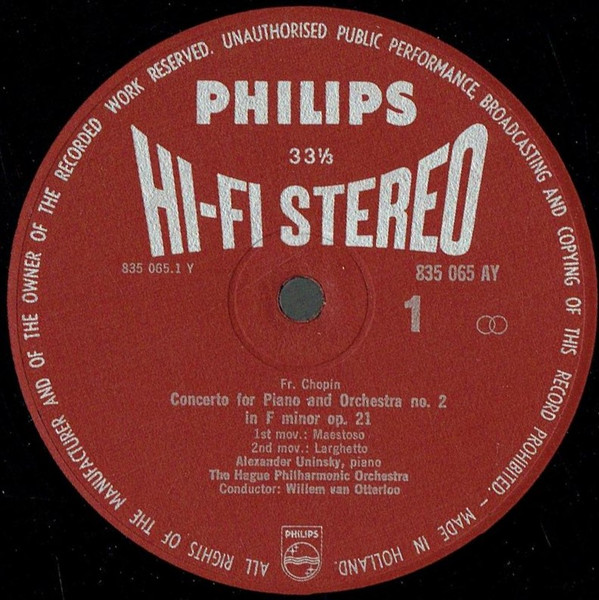 ALL RIGHTS OF THE MANUFACTURER AND OF THE OWNER OF THE RECORDED WORK RESERVED. UNAUTHORISED PUBLIC PERFORMANCE, BROADCASTING AND COPYING OF THIS RECORD PROHIBITED. – MADE IN HOLLAND.
PHILIPS
33⅓
HI-FI STEREO
835 065.1 Y
835 065 AY
1
Fr. Chopin
Concerto for Piano and Orchestra no. 2
in F minor op. 21
1st mov.: Maestoso
2nd mov.: Larghetto
Alexander Uninsky, piano
The Hague Philharmonic Orchestra
Conductor: Willem van Otterloo
PHILIPS